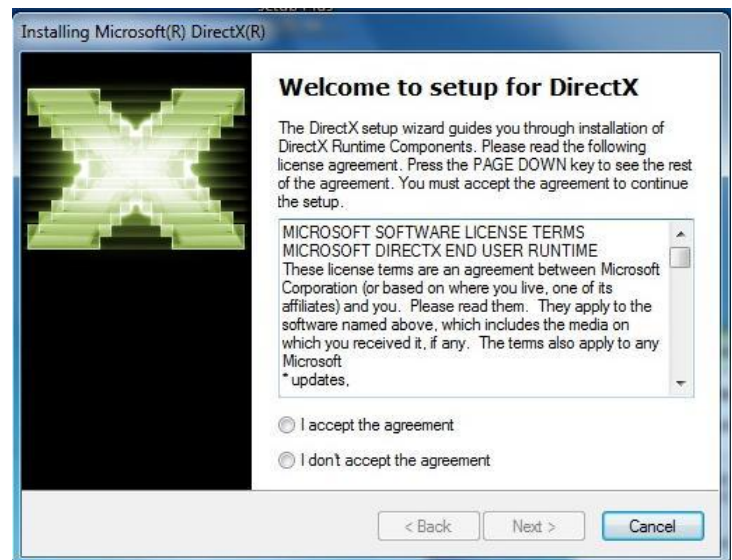 Installing Microsoft(R) DirectX(R)
Welcome to setup for DirectX
The DirectX setup wizard guides you through installation of
DirectX Runtime Components. Please read the following
license agreement. Press the PAGE DOWN key to see the rest
of the agreement. You must accept the agreement to continue
the setup.
MICROSOFT SOFTWARE LICENSE TERMS
MICROSOFT DIRECTX END USER RUNTIME
These license terms are an agreement between Microsoft
Corporation (or based on where you live, one of its
affiliates) and you.  Please read them.  They apply to the
software named above, which includes the media on
which you received it, if any.  The terms also apply to any
Microsoft
* updates,
I accept the agreement
I don't accept the agreement
< Back
Next >
Cancel